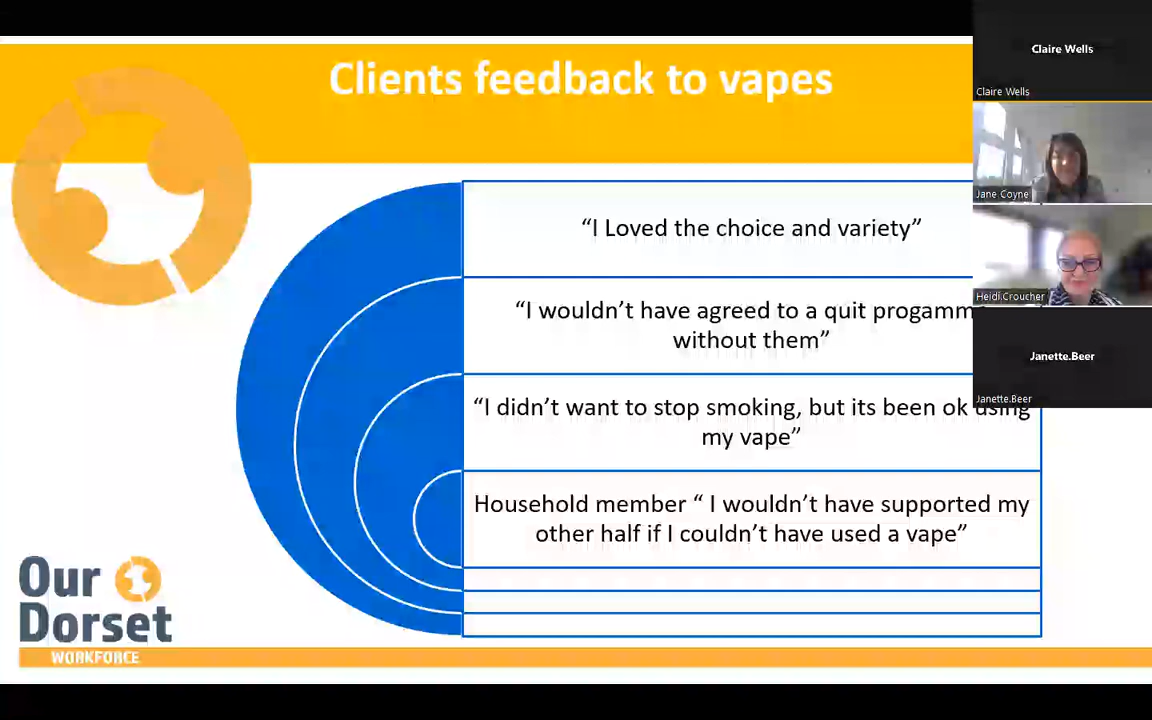 Clients feedback to vapes
“I Loved the choice and variety”
“I wouldn’t have agreed to a quit progamm
without them”
“I didn’t want to stop smoking, but its been ok using
my vape”
Household member “ I wouldn’t have supported my
other half if I couldn’t have used a vape”
Our
Dorset
WORKFORCE
Claire Wells
Claire Wells
Jane Coyne
Heidi.Croucher
Janette.Beer
Janette.Beer